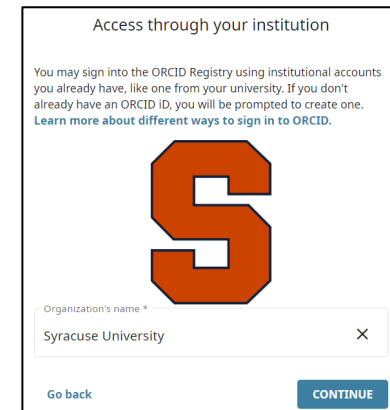 Access through your institution
You may sign into the ORCID Registry using institutional accounts
you already have, like one from your university. If you don't
already have an ORCID iD, you will be prompted to create one.
Learn more about different ways to sign in to ORCID.
S
Organization's name *
Syracuse University
Go back
CONTINUE